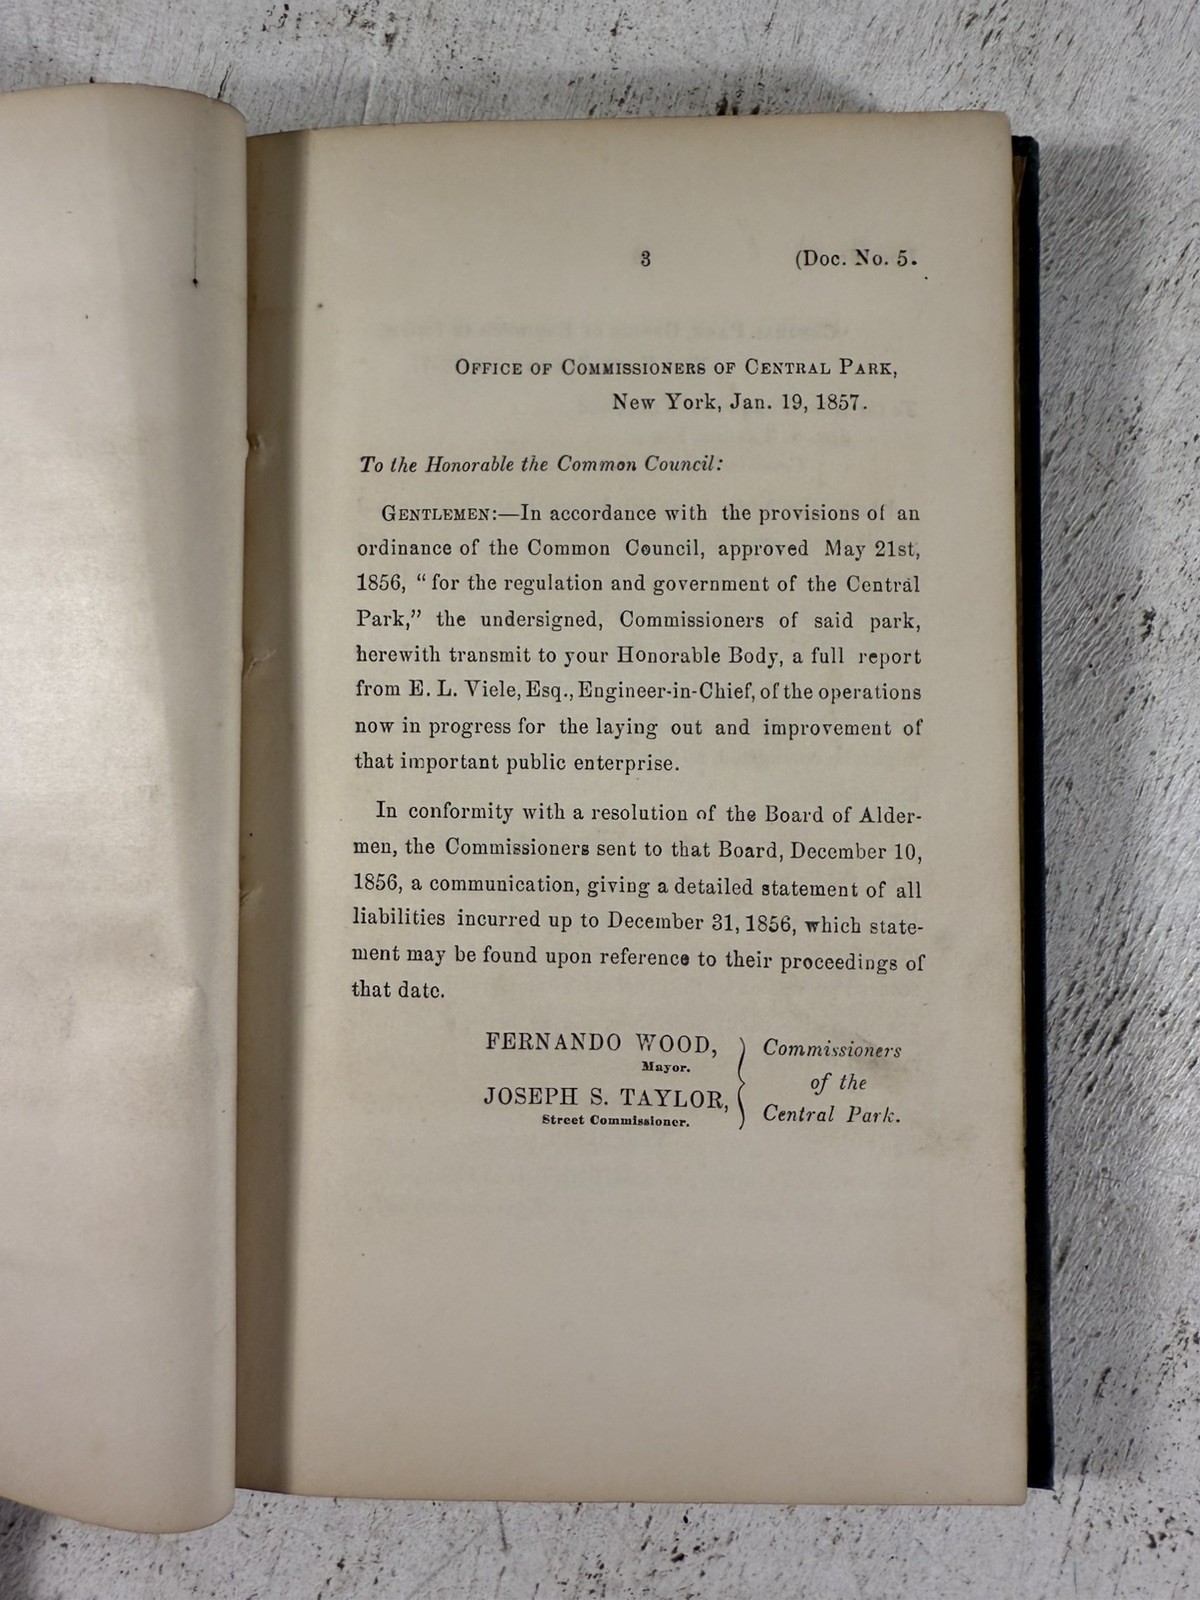 3 (Doc. No. 5.
Office of Commissioners of Central Park,
New York, Jan. 19, 1857.
To the Honorable the Common Council:
Gentlemen:—In accordance with the provisions of an
ordinance of the Common Council, approved May 21st,
1856, “for the regulation and government of the Central
Park,” the undersigned, Commissioners of said park,
herewith transmit to your Honorable Body, a full report
from E. L. Viele, Esq., Engineer-in-Chief, of the operations
now in progress for the laying out and improvement of
that important public enterprise.
In conformity with a resolution of the Board of Alder-
men, the Commissioners sent to that Board, December 10,
1856, a communication, giving a detailed statement of all
liabilities incurred up to December 31, 1856, which state-
ment may be found upon reference to their proceedings of
that date.
FERNANDO WOOD,
Mayor.
JOSEPH S. TAYLOR,
Street Commissioner.
Commissioners
of the
Central Park.